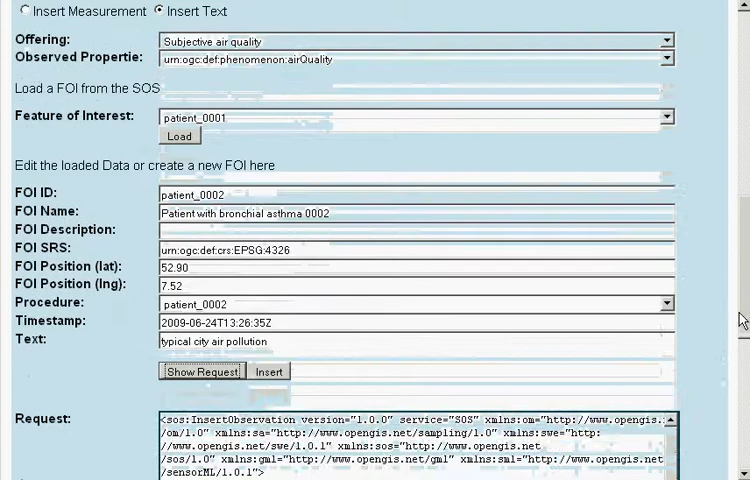 Insert Measurement Insert Text
Offering: Subjective air quality
Observed Propertie: urn:ogc:def:phenomenon:airQuality
Load a FOI from the SOS
Feature of Interest: patient_0001
Load
Edit the loaded Data or create a new FOI here
FOI ID: patient_0002
FOI Name: Patient with bronchial asthma 0002
FOI Description:
FOI SRS: urn:ogc:def:crs:EPSG:4326
FOI Position (lat): 52.90
FOI Position (lng): 7.52
Procedure: patient_0002
Timestamp: 2009-06-24T13:26:35Z
Text: typical city air pollution
Show Request Insert
Request: <sos:InsertObservation version="1.0.0" service="SOS" xmlns:om="http://www.opengis.
/om/1.0" xmlns:sa="http://www.opengis.net/sampling/1.0" xmlns:swe="http:
//www.opengis.net/swe/1.0.1" xmlns:sos="http://www.opengis.net
/sos/1.0" xmlns:gml="http://www.opengis.net/gml" xmlns:sml="http://www.opengis.net
/sensorML/1.0.1">